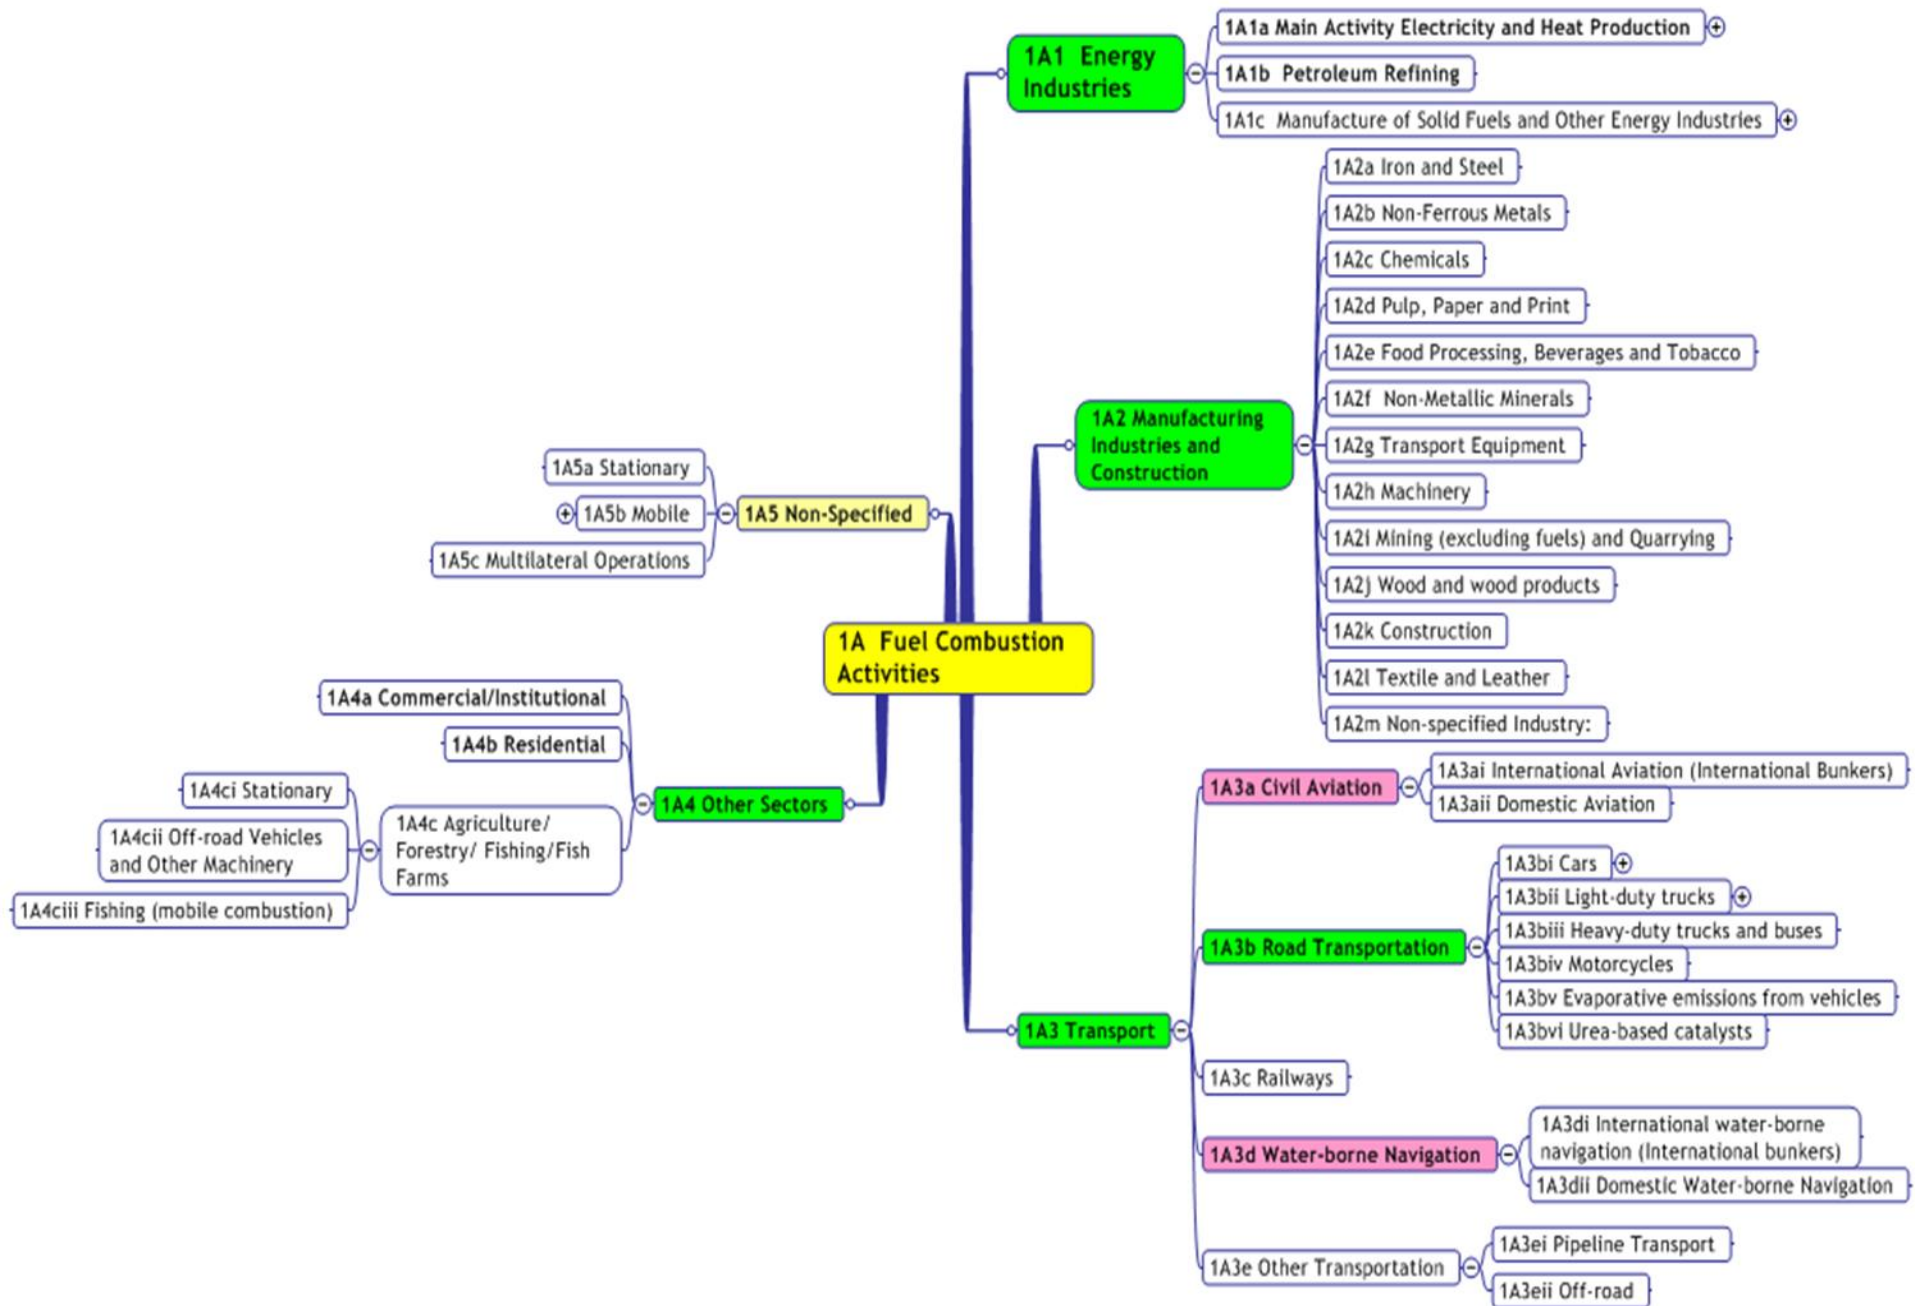 1A1a Main Activity Electricity and Heat Production
1A1 Energy
Industries
1A1b Petroleum Refining
1A1c Manufacture of Solid Fuels and Other Energy Industries
1A2a Iron and Steel
1A2b Non-Ferrous Metals
1A2c Chemicals
1A2d Pulp, Paper and Print
1A2e Food Processing, Beverages and Tobacco
1A2f Non-Metallic Minerals
1A2 Manufacturing
Industries and
Construction
1A2g Transport Equipment
1A2h Machinery
1A2i Mining (excluding fuels) and Quarrying
1A2j Wood and wood products
1A2k Construction
1A2l Textile and Leather
1A2m Non-specified Industry:
1A5a Stationary
1A5b Mobile
1A5 Non-Specified
1A5c Multilateral Operations
1A Fuel Combustion
Activities
1A4a Commercial/Institutional
1A4b Residential
1A4 Other Sectors
1A4ci Stationary
1A4cii Off-road Vehicles
and Other Machinery
1A4c Agriculture/
Forestry/ Fishing/Fish
Farms
1A4ciii Fishing (mobile combustion)
1A3a Civil Aviation
1A3ai International Aviation (International Bunkers)
1A3aii Domestic Aviation
1A3bi Cars
1A3bii Light-duty trucks
1A3biii Heavy-duty trucks and buses
1A3b Road Transportation
1A3biv Motorcycles
1A3bv Evaporative emissions from vehicles
1A3bvi Urea-based catalysts
1A3 Transport
1A3c Railways
1A3d Water-borne Navigation
1A3di International water-borne
navigation (International bunkers)
1A3dii Domestic Water-borne Navigation
1A3e Other Transportation
1A3ei Pipeline Transport
1A3eii Off-road